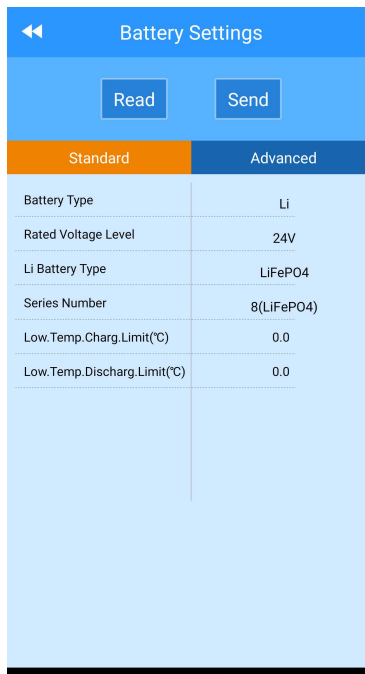 Battery Settings
Read Send
Standard Advanced
Battery Type Li
Rated Voltage Level 24V
Li Battery Type LiFePO4
Series Number 8(LiFePO4)
Low.Temp.Charg.Limit(℃) 0.0
Low.Temp.Discharg.Limit(℃) 0.0